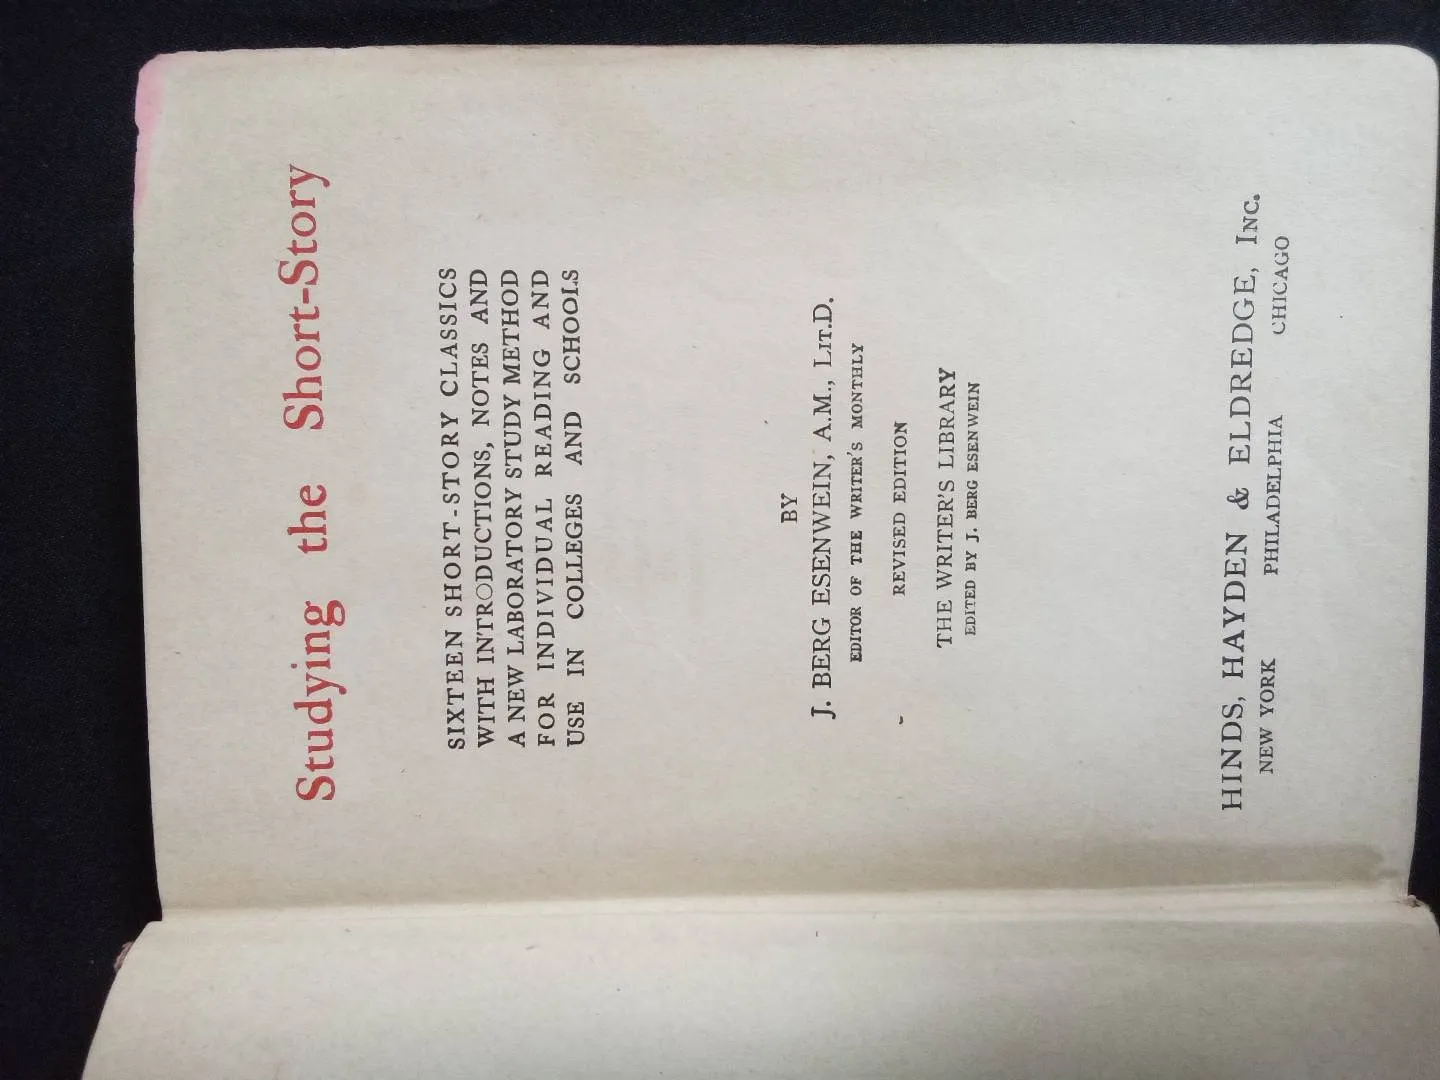 Studying the Short-Story
SIXTEEN SHORT-STORY CLASSICS
WITH INTRODUCTIONS, NOTES AND
A NEW LABORATORY STUDY METHOD
FOR INDIVIDUAL READING AND
USE IN COLLEGES AND SCHOOLS
BY
J. BERG ESENWEIN, A.M., LIT.D.
EDITOR OF THE WRITER'S MONTHLY
REVISED EDITION
THE WRITER'S LIBRARY
EDITED BY J. BERG ESENWEIN
HINDS, HAYDEN & ELDREDGE, INC.
NEW YORK PHILADELPHIA CHICAGO